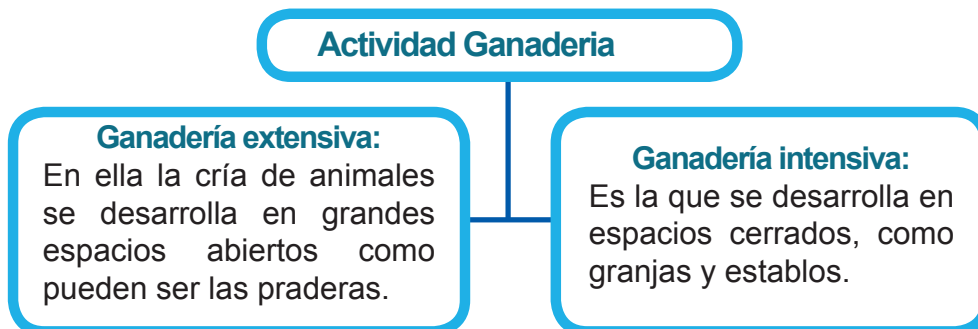 Actividad Ganaderia
Ganadería extensiva:
En ella la cría de animales
se desarrolla en grandes
espacios abiertos como
pueden ser las praderas.
Ganadería intensiva:
Es la que se desarrolla en
espacios cerrados, como
granjas y establos.